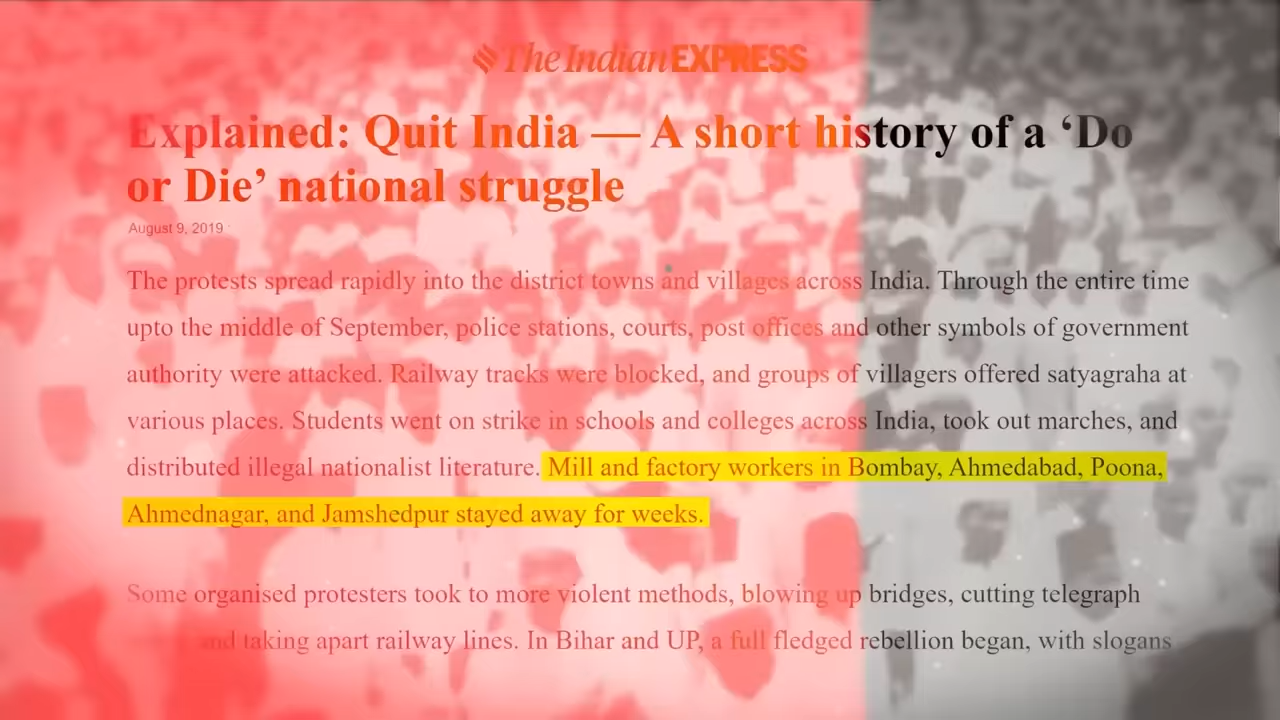 The Indian EXPRESS
Explained: Quit India — A short history of a ‘Do
or Die’ national struggle
August 9, 2019
The protests spread rapidly into the district towns and villages across India. Through the entire time
upto the middle of September, police stations, courts, post offices and other symbols of government
authority were attacked. Railway tracks were blocked, and groups of villagers offered satyagraha at
various places. Students went on strike in schools and colleges across India, took out marches, and
distributed illegal nationalist literature. Mill and factory workers in Bombay, Ahmedabad, Poona,
Ahmednagar, and Jamshedpur stayed away for weeks.
Some organised protesters took to more violent methods, blowing up bridges, cutting telegraph
and taking apart railway lines. In Bihar and UP, a full fledged rebellion began, with slogans